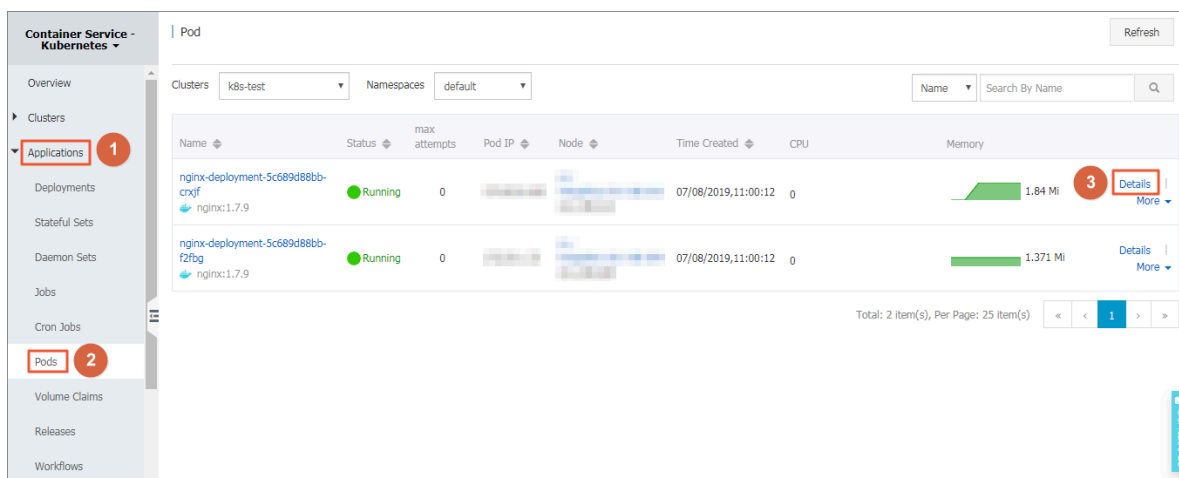 Container Service -
Kubernetes
Pod
Refresh
Overview
Clusters
Applications
1
Deployments
Stateful Sets
Daemon Sets
Jobs
Cron Jobs
Pods
2
Volume Claims
Releases
Workflows
Clusters k8s-test Namespaces default Name Search By Name
Name Status max attempts Pod IP Node Time Created CPU Memory
nginx-deployment-5c689d88bb-
crxjf
nginx:1.7.9
Running 0 07/08/2019,11:00:12 0 1.84 Mi 3 Details
More
nginx-deployment-5c689d88bb-
f2fbg
nginx:1.7.9
Running 0 07/08/2019,11:00:12 0 1.371 Mi Details
More
Total: 2 item(s), Per Page: 25 item(s) « ‹ 1 › »